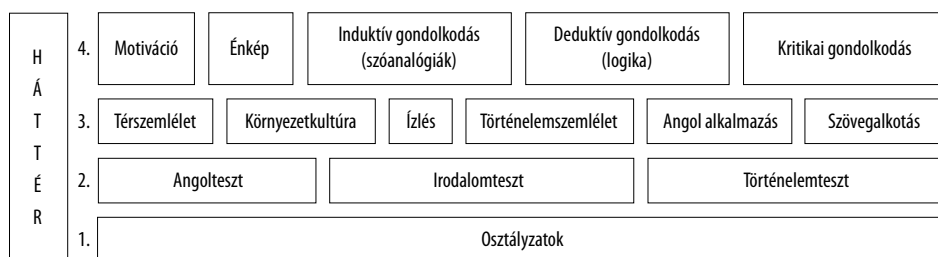 HÁTTÉR
4. Motiváció Énkép Induktív gondolkodás (szóanalógiák) Deduktív gondolkodás (logika) Kritikai gondolkodás
3. Térszemlélet Környezetkultúra Ízlés Történelemszemlélet Angol alkalmazás Szövegalkotás
2. Angolteszt Irodalomteszt Történelemteszt
1. Osztályzatok